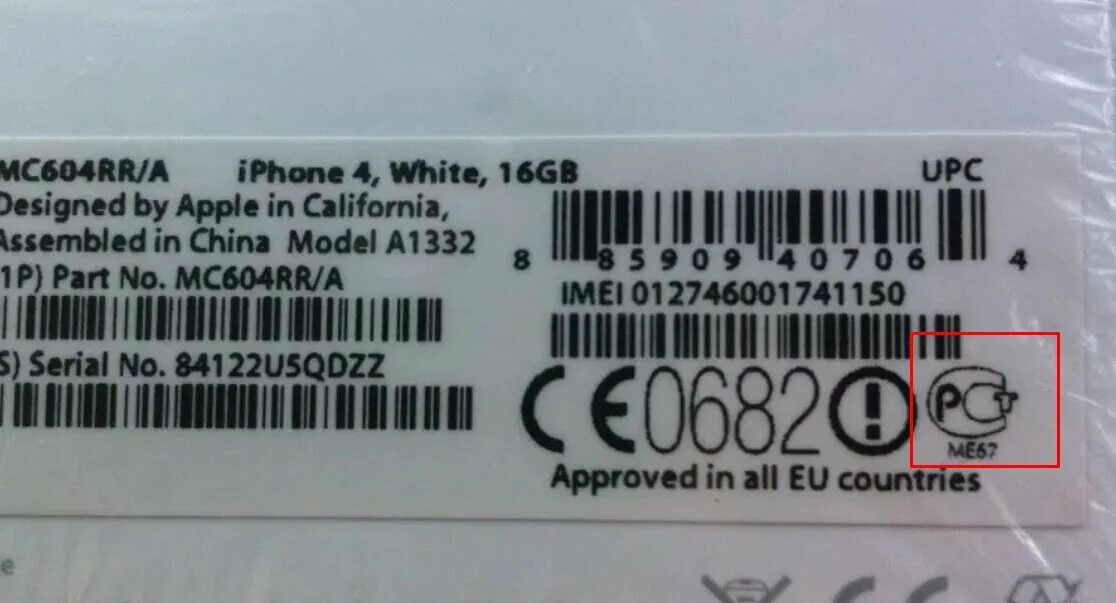 MC604RR/A iPhone 4, White, 16GB
UPC
Designed by Apple in California,
Assembled in China Model A1332
8 85909 40706 4
1P) Part No. MC604RR/A
IMEI 012746001741150
S) Serial No. 84122U5QDZZ
CE0682
РСТ
ME67
Approved in all EU countries
e